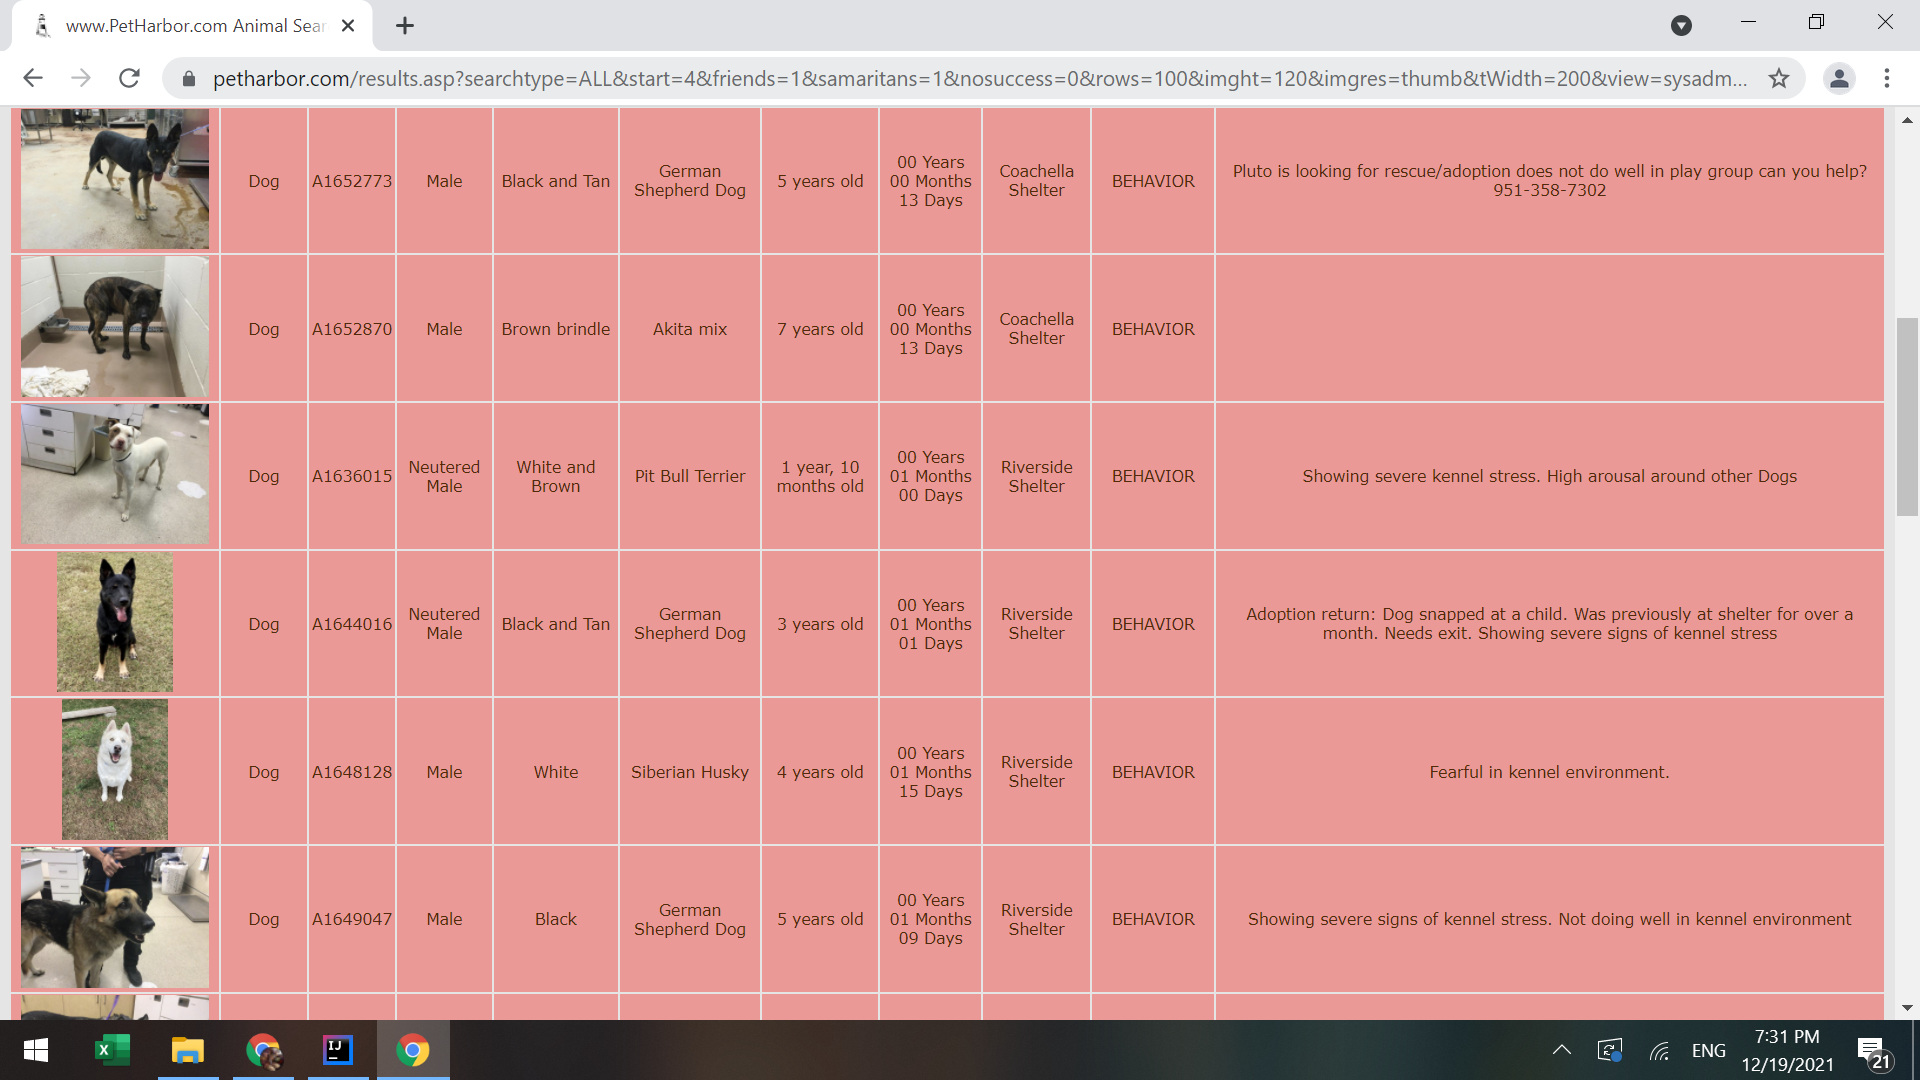 www.PetHarbor.com Animal Sear
petharbor.com/results.asp?searchtype=ALL&start=4&friends=1&samaritans=1&nosuccess=0&rows=100&imght=120&imgres=thumb&tWidth=200&view=sysadm...
Dog
A1652773
Male
Black and Tan
German
Shepherd Dog
5 years old
00 Years
00 Months
13 Days
Coachella
Shelter
BEHAVIOR
Pluto is looking for rescue/adoption does not do well in play group can you help?
951-358-7302
Dog
A1652870
Male
Brown brindle
Akita mix
7 years old
00 Years
00 Months
13 Days
Coachella
Shelter
BEHAVIOR
Dog
A1636015
Neutered
Male
White and
Brown
Pit Bull Terrier
1 year, 10
months old
00 Years
01 Months
00 Days
Riverside
Shelter
BEHAVIOR
Showing severe kennel stress. High arousal around other Dogs
Dog
A1644016
Neutered
Male
Black and Tan
German
Shepherd Dog
3 years old
00 Years
01 Months
01 Days
Riverside
Shelter
BEHAVIOR
Adoption return: Dog snapped at a child. Was previously at shelter for over a
month. Needs exit. Showing severe signs of kennel stress
Dog
A1648128
Male
White
Siberian Husky
4 years old
00 Years
01 Months
15 Days
Riverside
Shelter
BEHAVIOR
Fearful in kennel environment.
Dog
A1649047
Male
Black
German
Shepherd Dog
5 years old
00 Years
01 Months
09 Days
Riverside
Shelter
BEHAVIOR
Showing severe signs of kennel stress. Not doing well in kennel environment
X
IJ
ENG
7:31 PM
12/19/2021
21